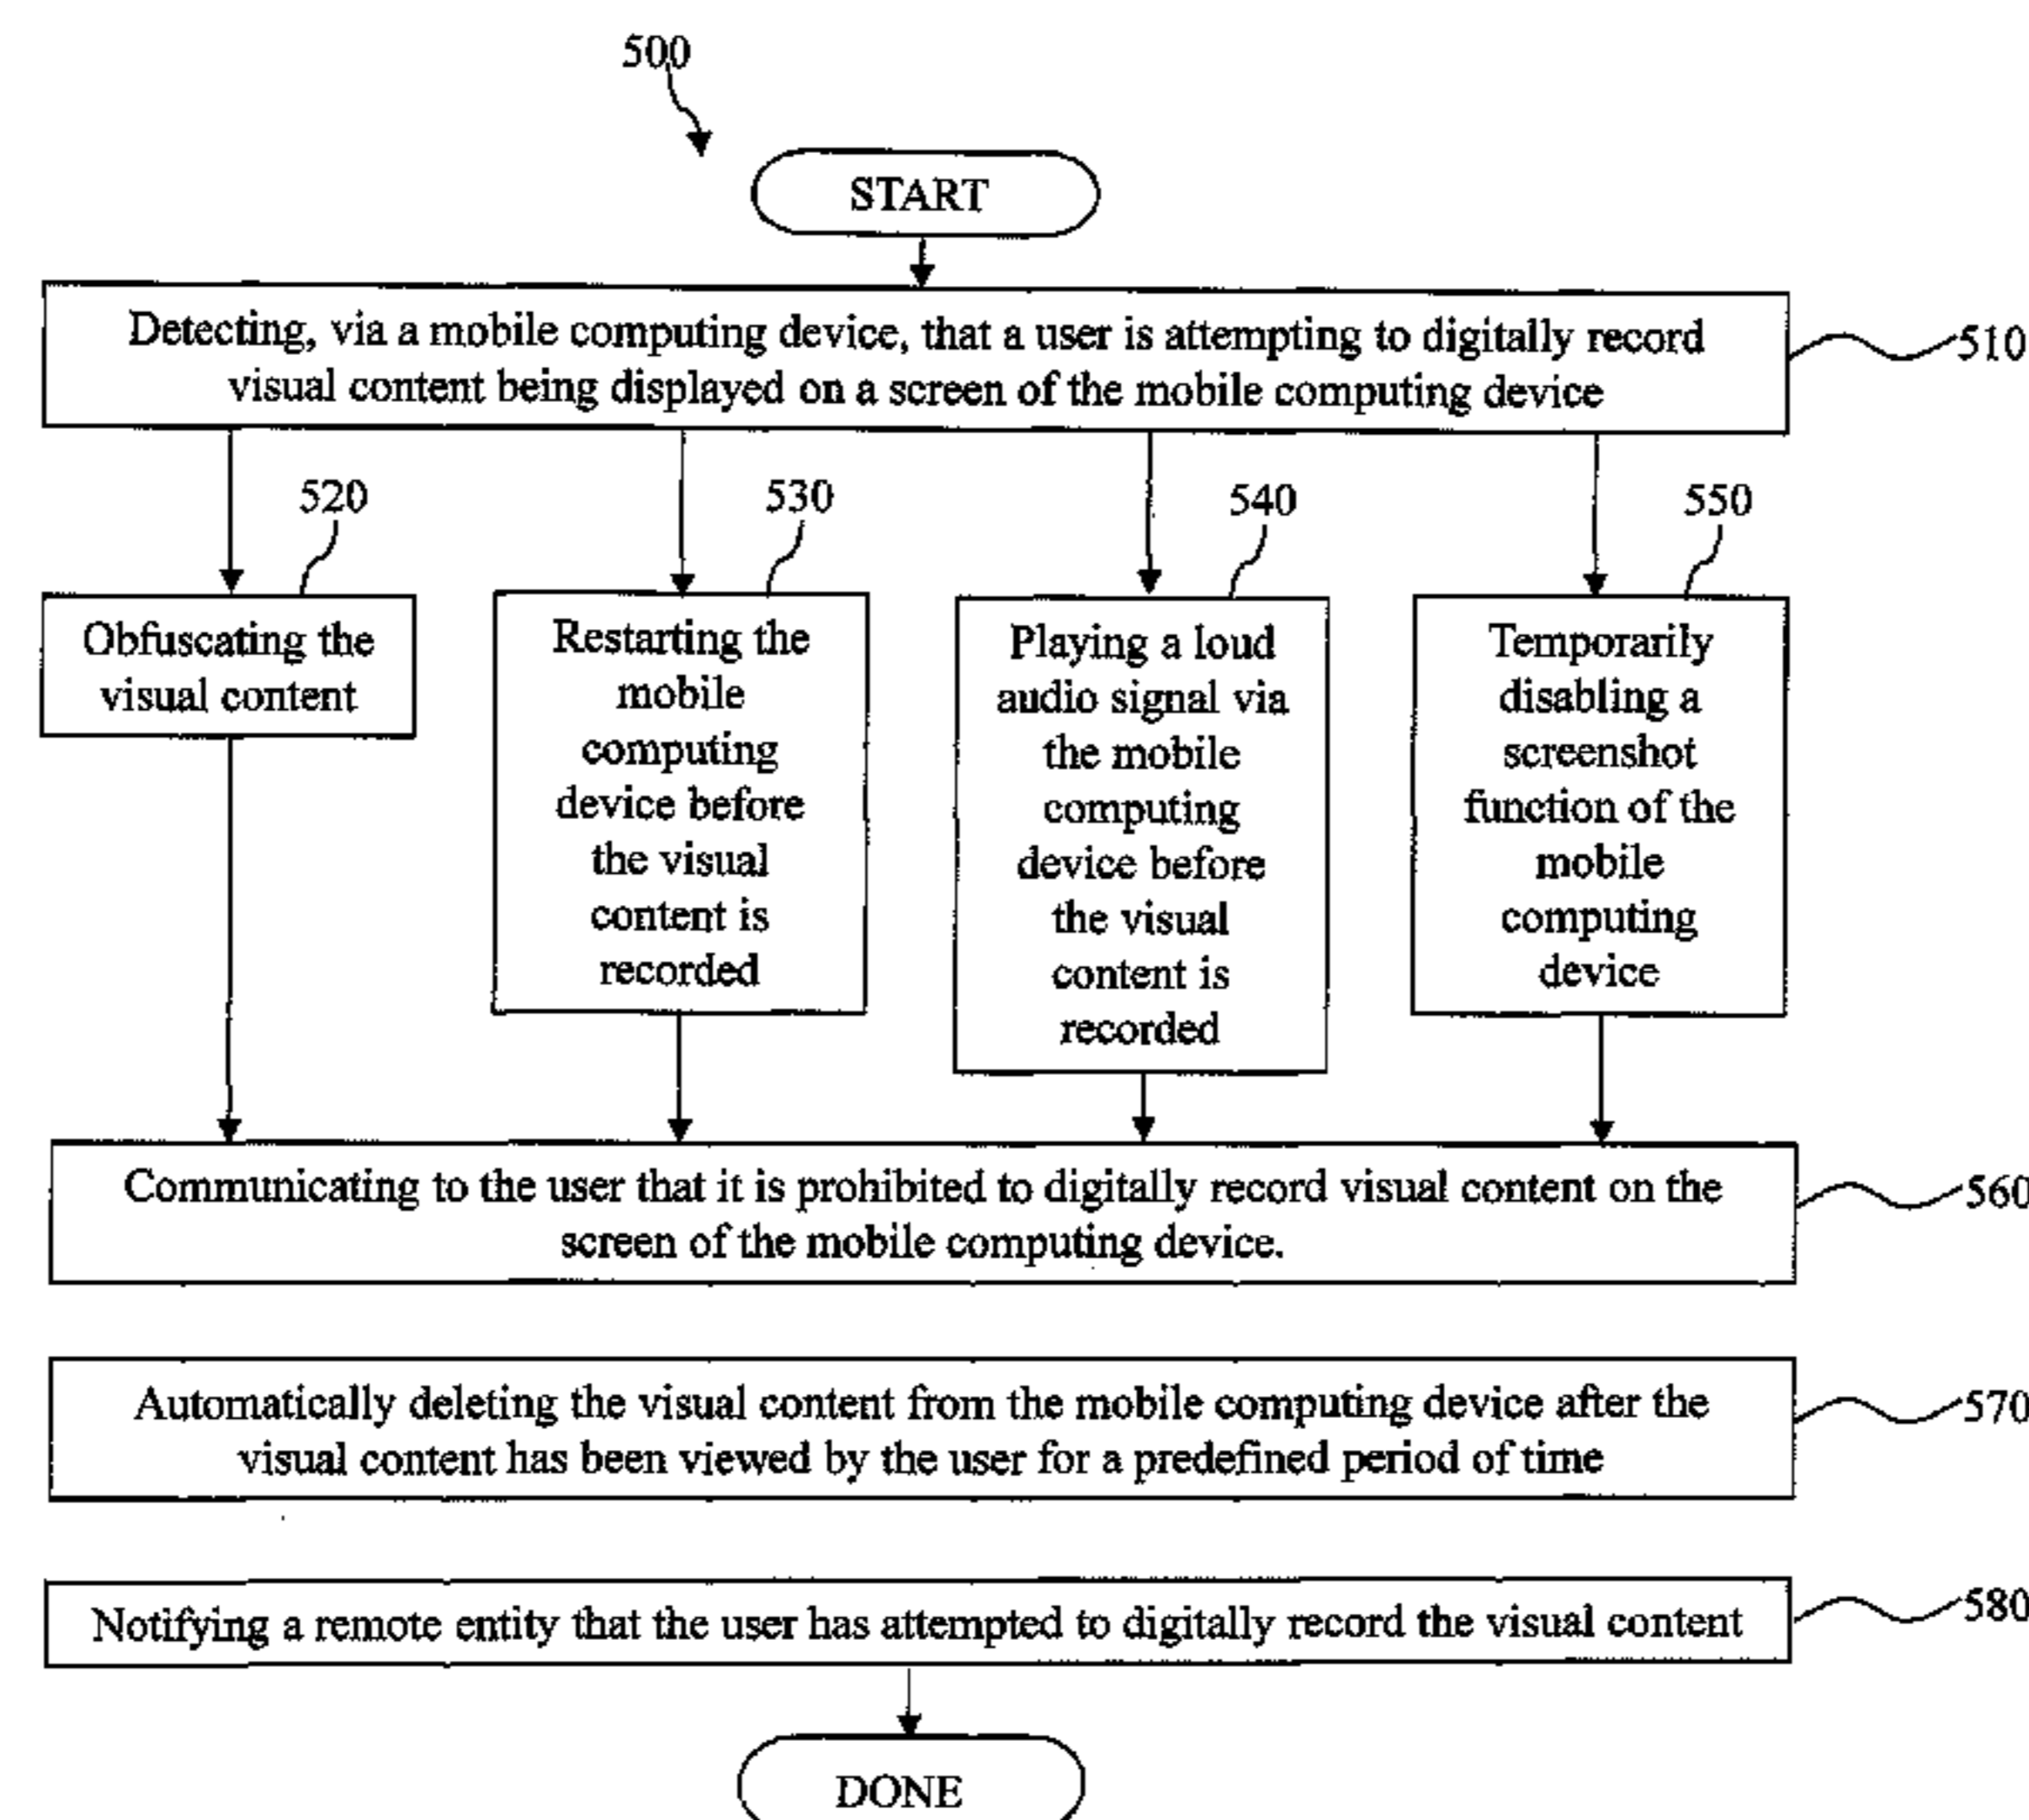 500
START
Detecting, via a mobile computing device, that a user is attempting to digitally record
visual content being displayed on a screen of the mobile computing device
510
520
530
540
550
Obfuscating the
visual content
Restarting the
mobile
computing
device before
the visual
content is
recorded
Playing a loud
audio signal via
the mobile
computing
device before
the visual
content is
recorded
Temporarily
disabling a
screenshot
function of the
mobile
computing
device
Communicating to the user that it is prohibited to digitally record visual content on the
screen of the mobile computing device.
560
Automatically deleting the visual content from the mobile computing device after the
visual content has been viewed by the user for a predefined period of time
570
Notifying a remote entity that the user has attempted to digitally record the visual content
580
DONE